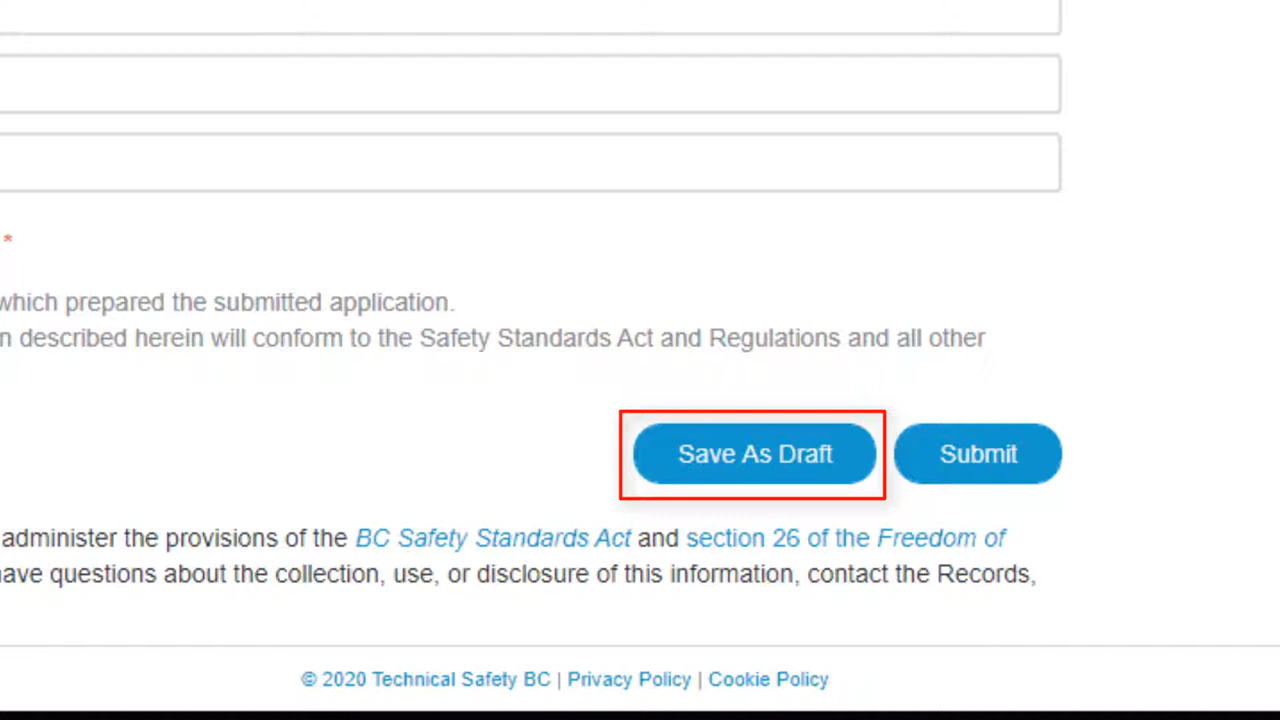 *
which prepared the submitted application.
n described herein will conform to the Safety Standards Act and Regulations and all other
Save As Draft Submit
administer the provisions of the BC Safety Standards Act and section 26 of the Freedom of
have questions about the collection, use, or disclosure of this information, contact the Records,
© 2020 Technical Safety BC | Privacy Policy | Cookie Policy